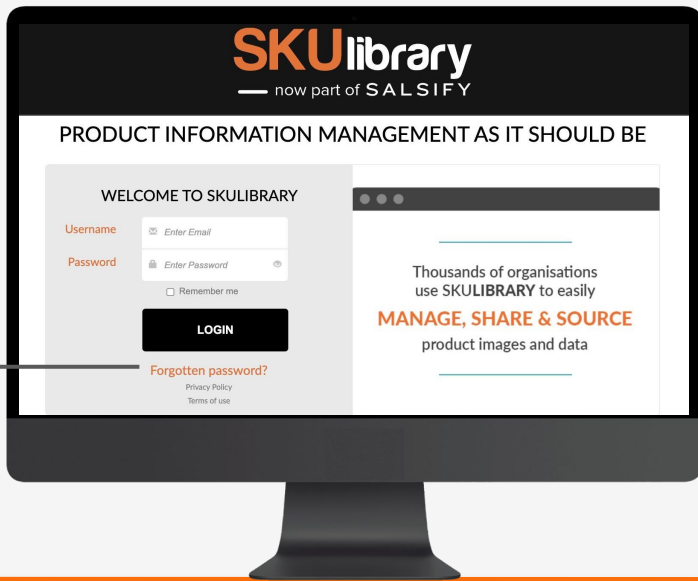 SKUlibrary
now part of SALSIFY
PRODUCT INFORMATION MANAGEMENT AS IT SHOULD BE
WELCOME TO SKULIBRARY
Username
Enter Email
Password
Enter Password
Remember me
LOGIN
Forgotten password?
Privacy Policy
Terms of use
Thousands of organisations
use SKULIBRARY to easily
MANAGE, SHARE & SOURCE
product images and data